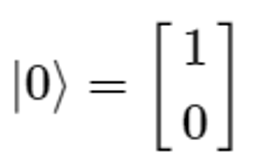 |0⟩ = [1
0]